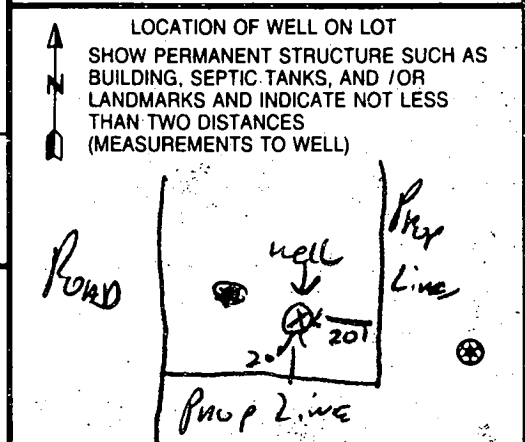 LOCATION OF WELL ON LOT
SHOW PERMANENT STRUCTURE SUCH AS
BUILDING, SEPTIC TANKS, AND /OR
LANDMARKS AND INDICATE NOT LESS
THAN TWO DISTANCES
(MEASUREMENTS TO WELL)
N
Road
well
Prop
Line
20'
20
Prop Line